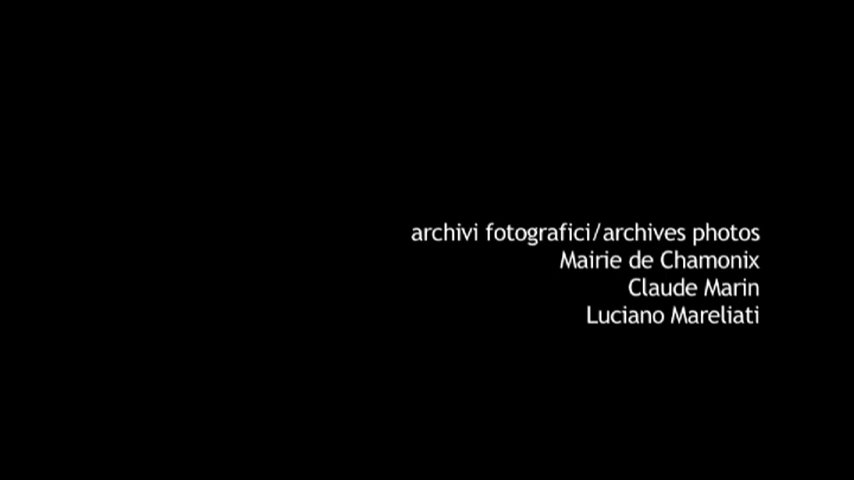 archivi fotografici/archives photos
Mairie de Chamonix
Claude Marin
Luciano Mareliati